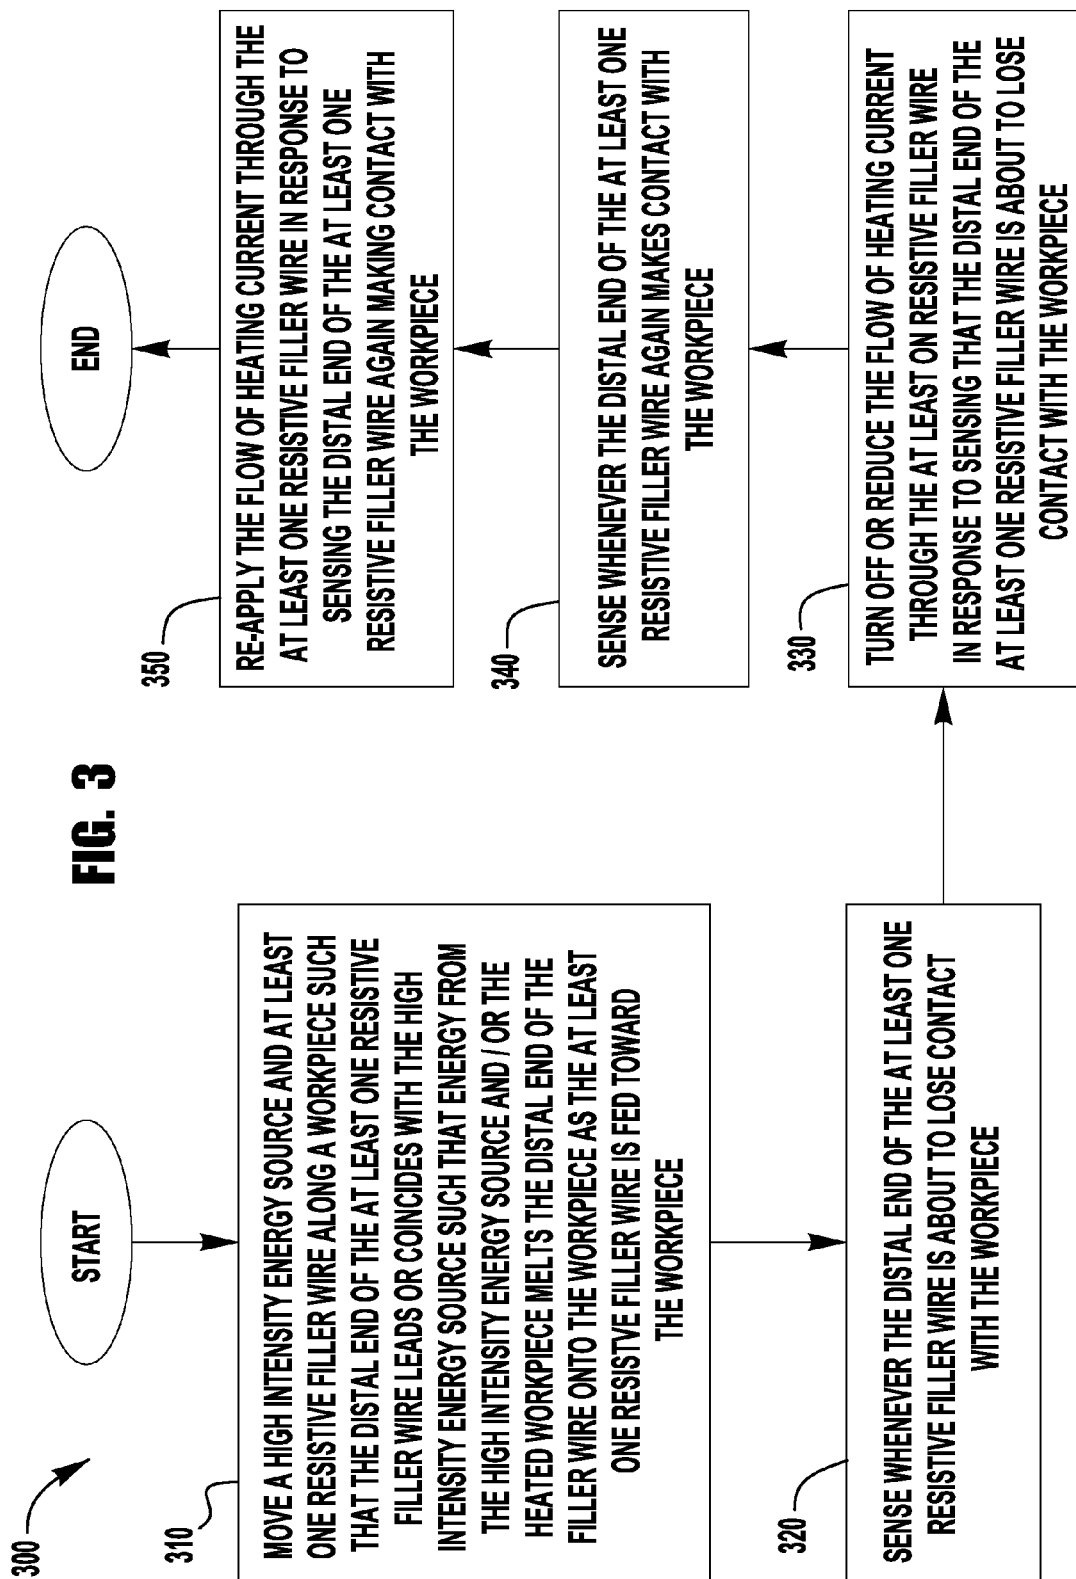 300
START
310
MOVE A HIGH INTENSITY ENERGY SOURCE AND AT LEAST
ONE RESISTIVE FILLER WIRE ALONG A WORKPIECE SUCH
THAT THE DISTAL END OF THE AT LEAST ONE RESISTIVE
FILLER WIRE LEADS OR COINCIDES WITH THE HIGH
INTENSITY ENERGY SOURCE SUCH THAT ENERGY FROM
THE HIGH INTENSITY ENERGY SOURCE AND / OR THE
HEATED WORKPIECE MELTS THE DISTAL END OF THE
FILLER WIRE ONTO THE WORKPIECE AS THE AT LEAST
ONE RESISTVE FILLER WIRE IS FED TOWARD
THE WORKPIECE
320
SENSE WHENEVER THE DISTAL END OF THE AT LEAST ONE
RESISTIVE FILLER WIRE IS ABOUT TO LOSE CONTACT
WITH THE WORKPIECE
FIG. 3
330
TURN OFF OR REDUCE THE FLOW OF HEATING CURRENT
THROUGH THE AT LEAST ON RESISTIVE FILLER WIRE
IN RESPONSE TO SENSING THAT THE DISTAL END OF THE
AT LEAST ONE RESISTIVE FILLER WIRE IS ABOUT TO LOSE
CONTACT WITH THE WORKPIECE
340
SENSE WHENEVER THE DISTAL END OF THE AT LEAST ONE
RESISTIVE FILLER WIRE AGAIN MAKES CONTACT WITH
THE WORKPIECE
350
RE-APPLY THE FLOW OF HEATING CURRENT THROUGH THE
AT LEAST ONE RESISTIVE FILLER WIRE IN RESPONSE TO
SENSING THE DISTAL END OF THE AT LEAST ONE
RESISTIVE FILLER WIRE AGAIN MAKING CONTACT WITH
THE WORKPIECE
END